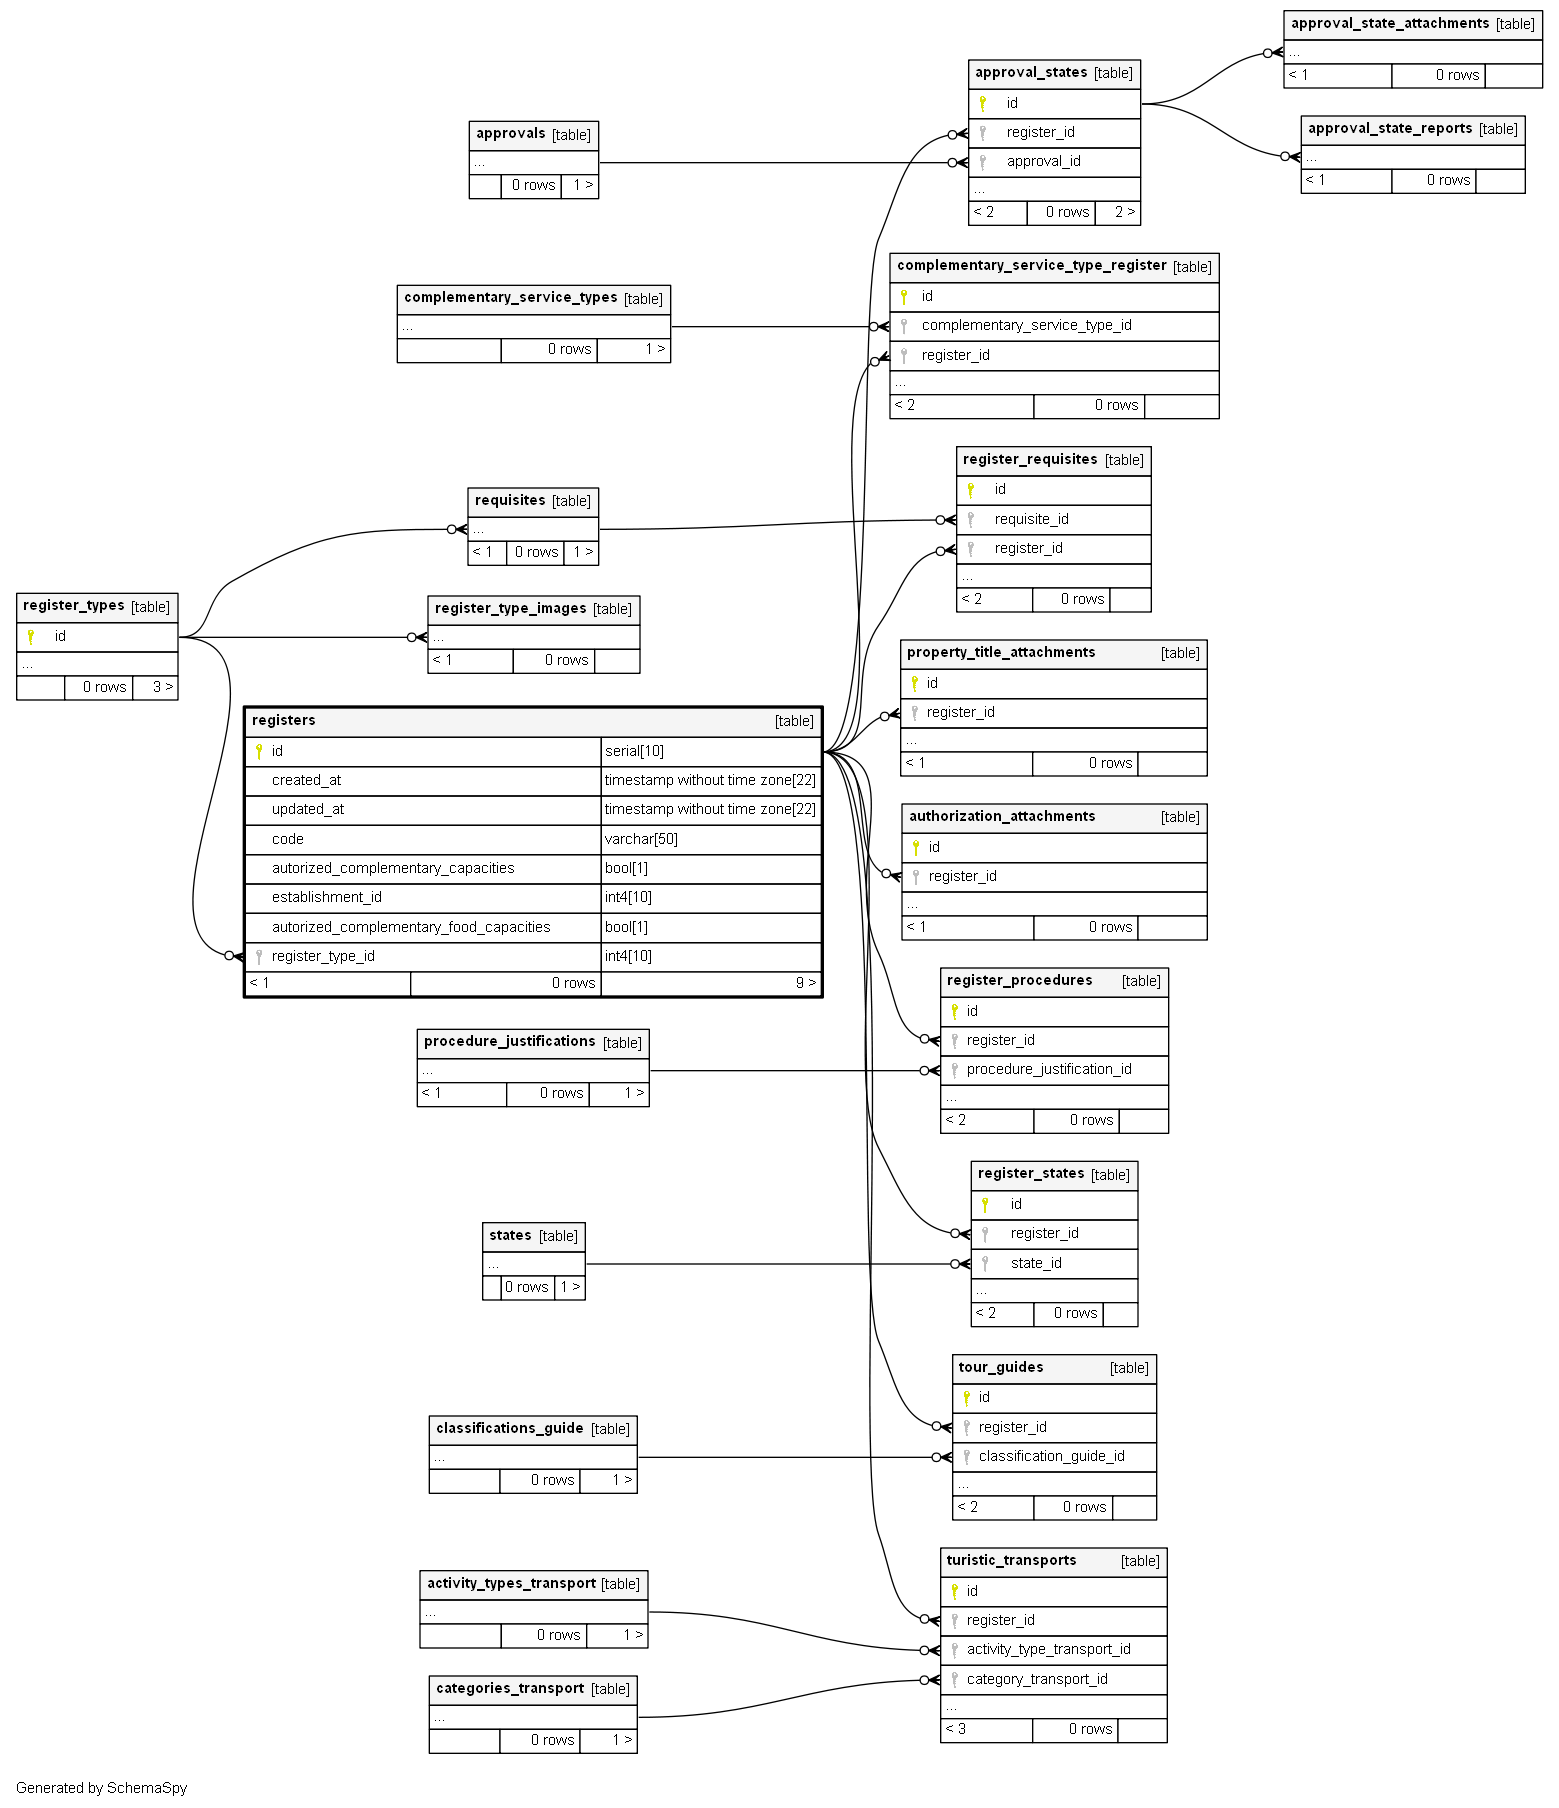 approval_state_attachments [table]
...
< 1 0 rows
approval_states [table]
id
register_id
approval_id
...
< 2 0 rows 2 >
approval_state_reports [table]
...
< 1 0 rows
approvals [table]
...
0 rows 1 >
complementary_service_type_register [table]
id
complementary_service_type_id
register_id
...
< 2 0 rows
complementary_service_types [table]
...
0 rows 1 >
register_requisites [table]
id
requisite_id
register_id
...
< 2 0 rows
requisites [table]
...
< 1 0 rows 1 >
register_types [table]
id
...
0 rows 3 >
register_type_images [table]
...
< 1 0 rows
property_title_attachments [table]
id
register_id
...
< 1 0 rows
registers [table]
id serial[10]
created_at timestamp without time zone[22]
updated_at timestamp without time zone[22]
code varchar[50]
autorized_complementary_capacities bool[1]
establishment_id int4[10]
autorized_complementary_food_capacities bool[1]
register_type_id int4[10]
< 1 0 rows 9 >
authorization_attachments [table]
id
register_id
...
< 1 0 rows
register_procedures [table]
id
register_id
procedure_justification_id
...
< 2 0 rows
procedure_justifications [table]
...
< 1 0 rows 1 >
register_states [table]
id
register_id
state_id
...
< 2 0 rows
states [table]
...
0 rows 1 >
tour_guides [table]
id
register_id
classification_guide_id
...
< 2 0 rows
classifications_guide [table]
...
0 rows 1 >
turistic_transports [table]
id
register_id
activity_type_transport_id
category_transport_id
...
< 3 0 rows
activity_types_transport [table]
...
0 rows 1 >
categories_transport [table]
...
0 rows 1 >
Generated by SchemaSpy